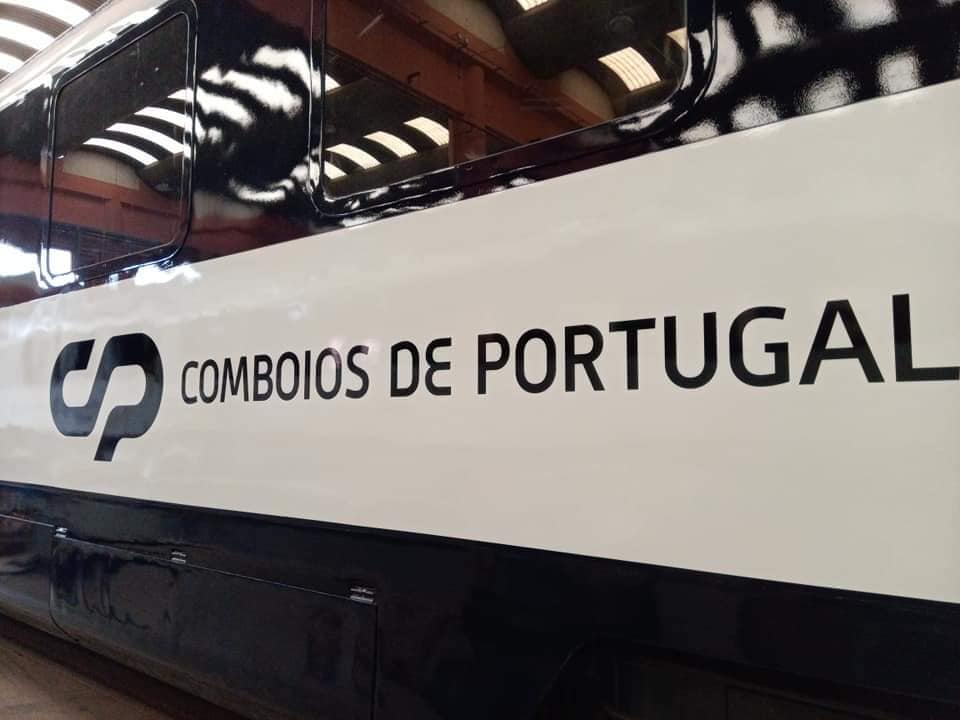 CP COMBOIOS DE PORTUGAL